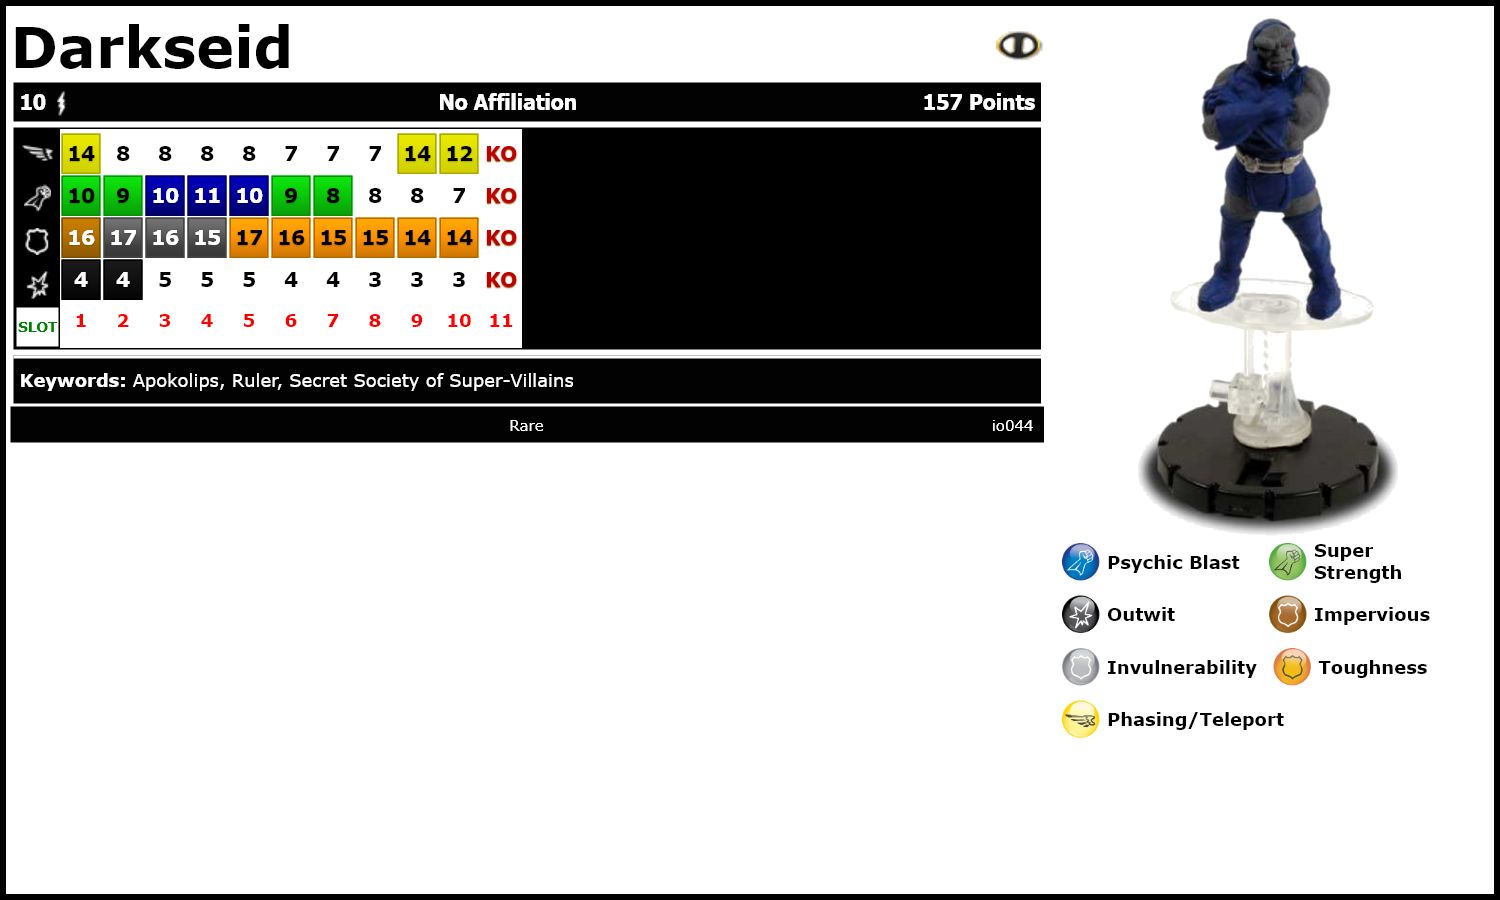 Darkseid
10 No Affiliation 157 Points
14 8 8 8 8 7 7 7 14 12 KO
10 9 10 11 10 9 8 8 8 7 KO
16 17 16 15 17 16 15 15 14 14 KO
4 4 5 5 5 4 4 3 3 3 KO
SLOT 1 2 3 4 5 6 7 8 9 10 11
Keywords: Apokolips, Ruler, Secret Society of Super-Villains
Rare io044
Psychic Blast
Super
Strength
Outwit
Impervious
Invulnerability
Toughness
Phasing/Teleport